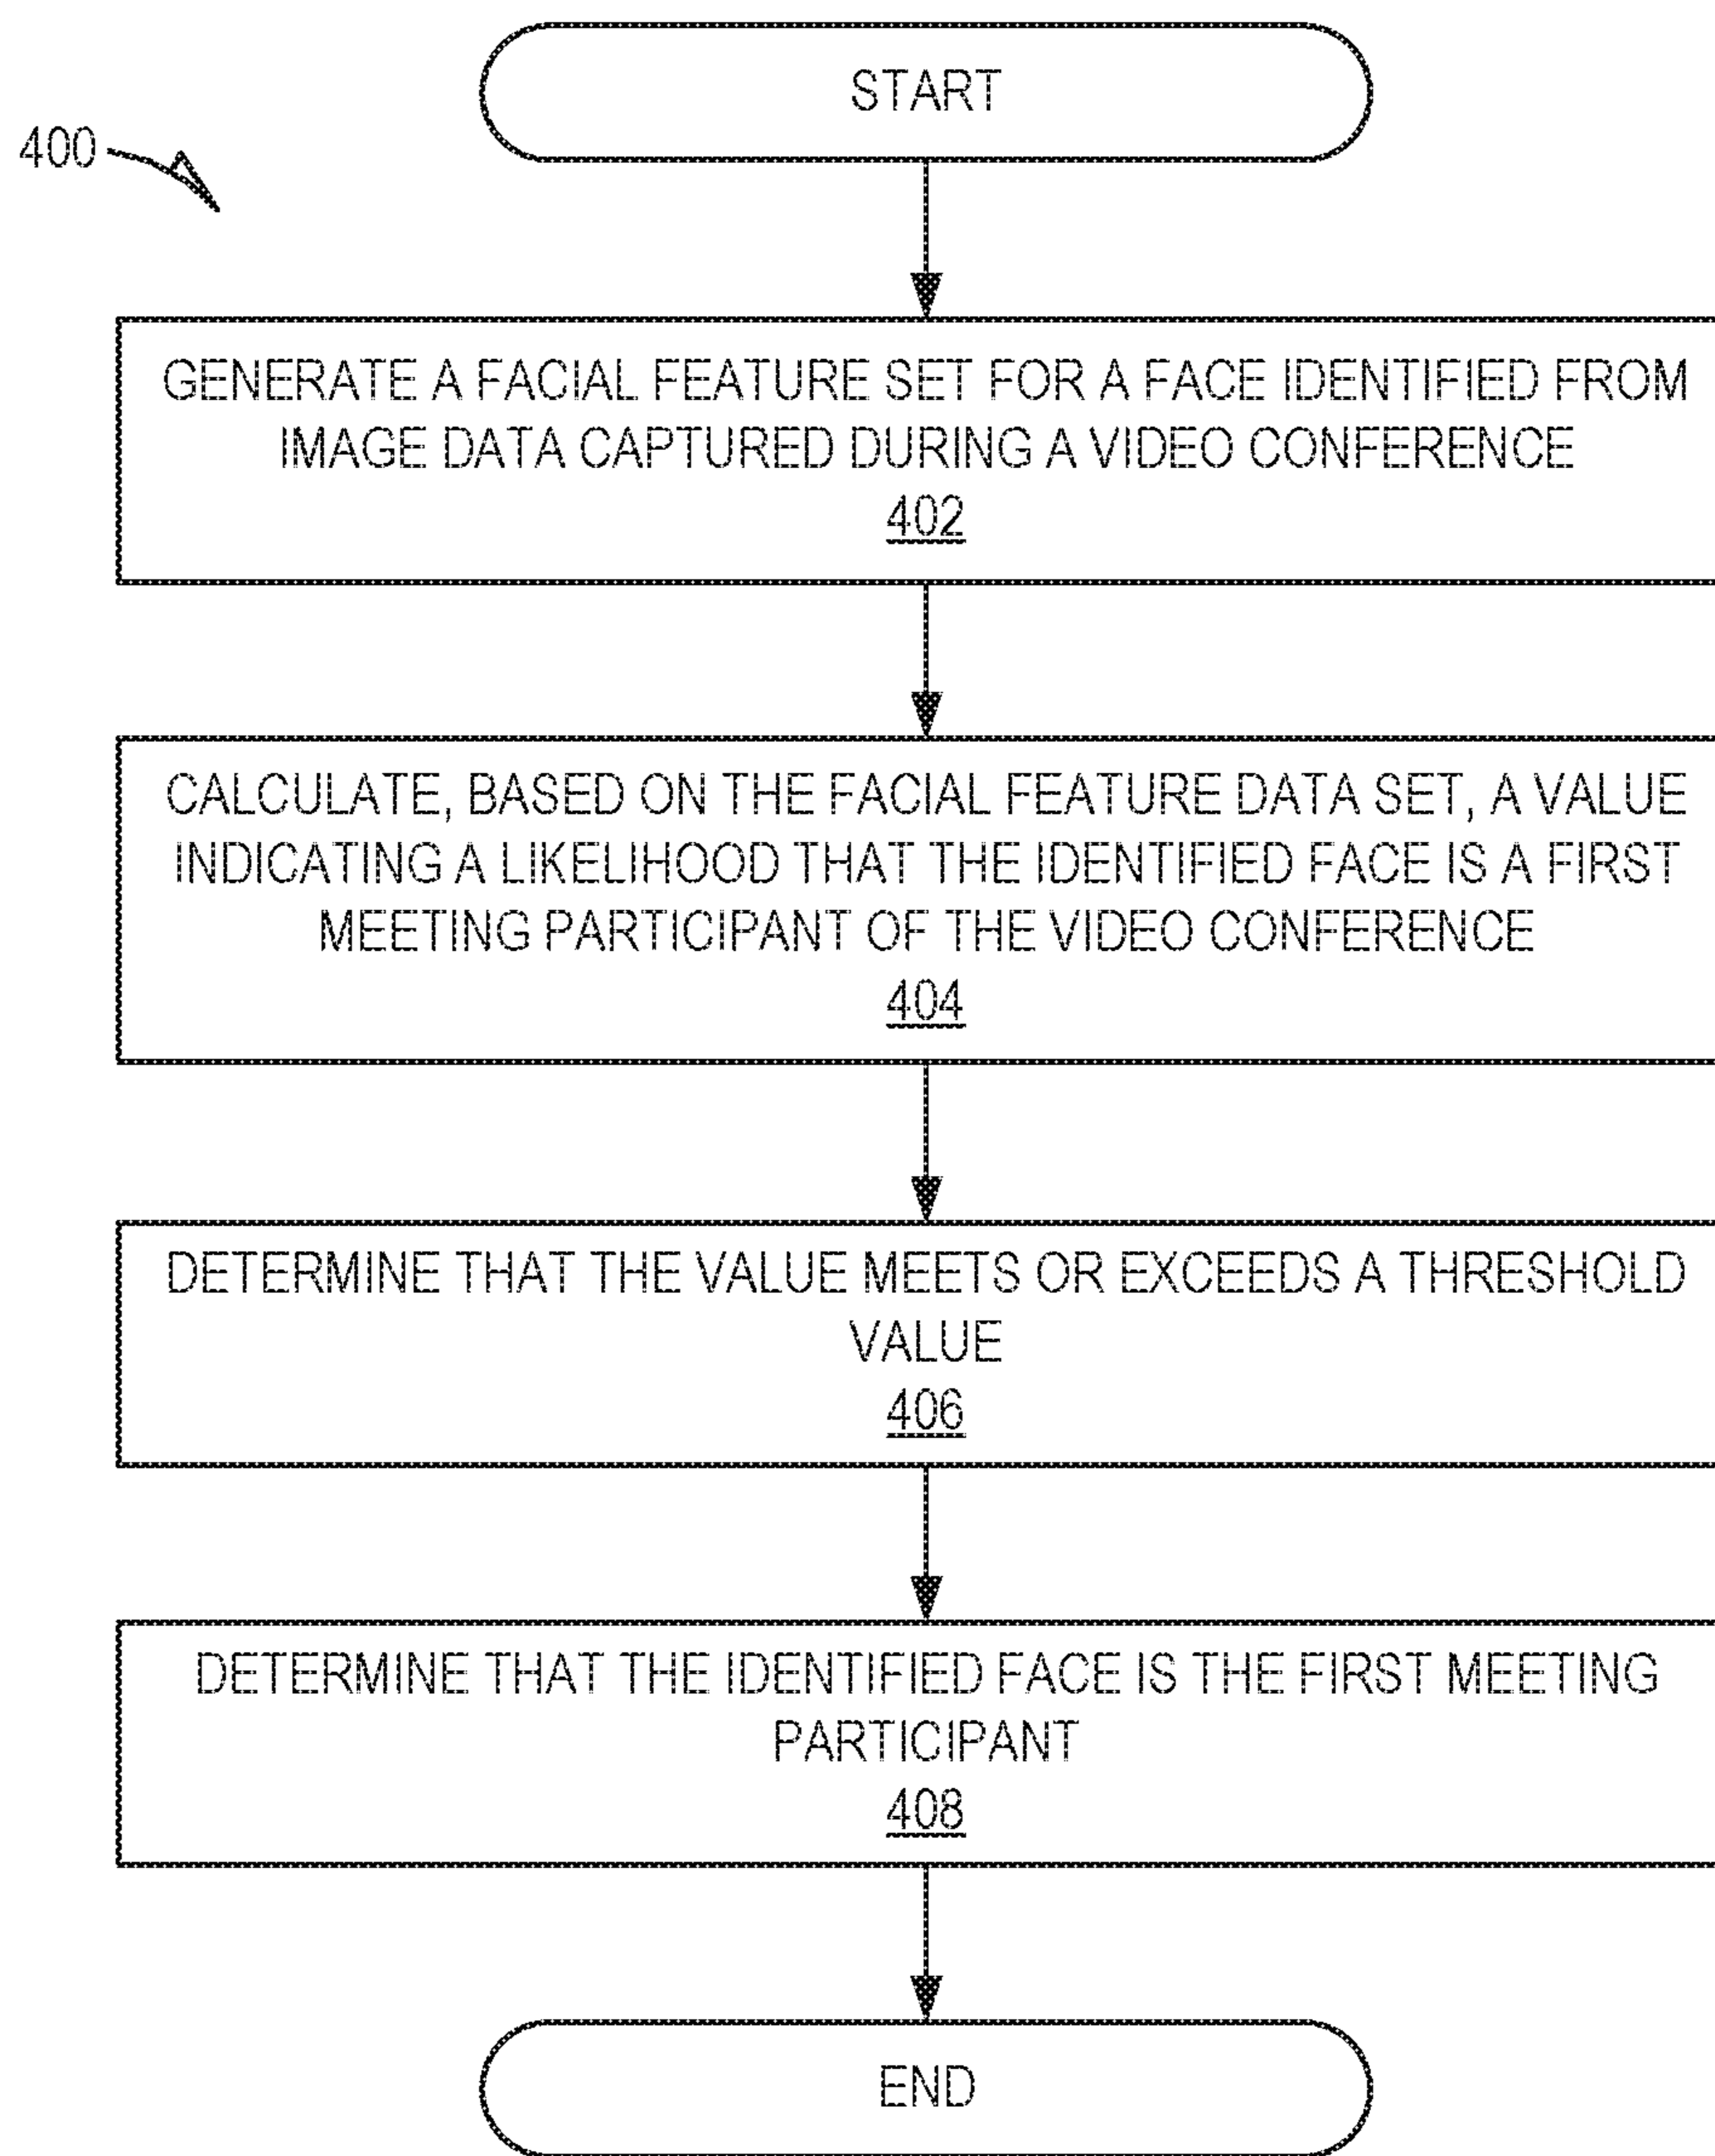 START
400
GENERATE A FACIAL FEATURE SET FOR A FACE IDENTIFIED FROM
IMAGE DATA CAPTURED DURING A VIDEO CONFERENCE
402
CALCULATE, BASED ON THE FACIAL FEATURE DATA SET, A VALUE
INDICATING A LIKELIHOOD THAT THE IDENTIFIED FACE IS A FIRST
MEETING PARTICIPANT OF THE VIDEO CONFERENCE
404
DETERMINE THAT THE VALUE MEETS OR EXCEEDS A THRESHOLD
VALUE
406
DETERMINE THAT THE IDENTIFIED FACE IS THE FIRST MEETING
PARTICIPANT
408
END